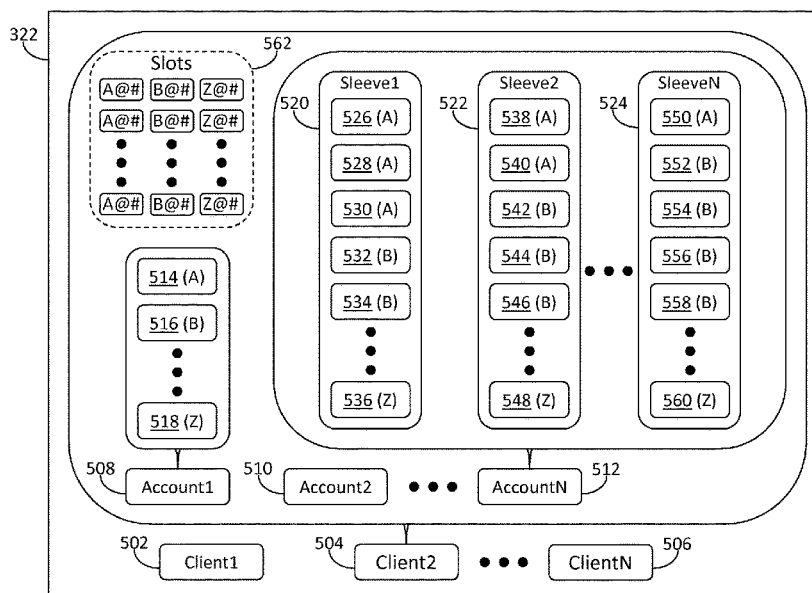 322
562
Slots
A@# B@# Z@#
A@# B@# Z@#
A@# B@# Z@#
520
Sleeve1
526 (A)
528 (A)
530 (A)
532 (B)
534 (B)
536 (Z)
522
Sleeve2
538 (A)
540 (A)
542 (B)
544 (B)
546 (B)
548 (Z)
524
SleeveN
550 (A)
552 (B)
554 (B)
556 (B)
558 (B)
560 (Z)
514 (A)
516 (B)
518 (Z)
508
Account1
510
Account2
AccountN
512
502
Client1
504
Client2
ClientN
506